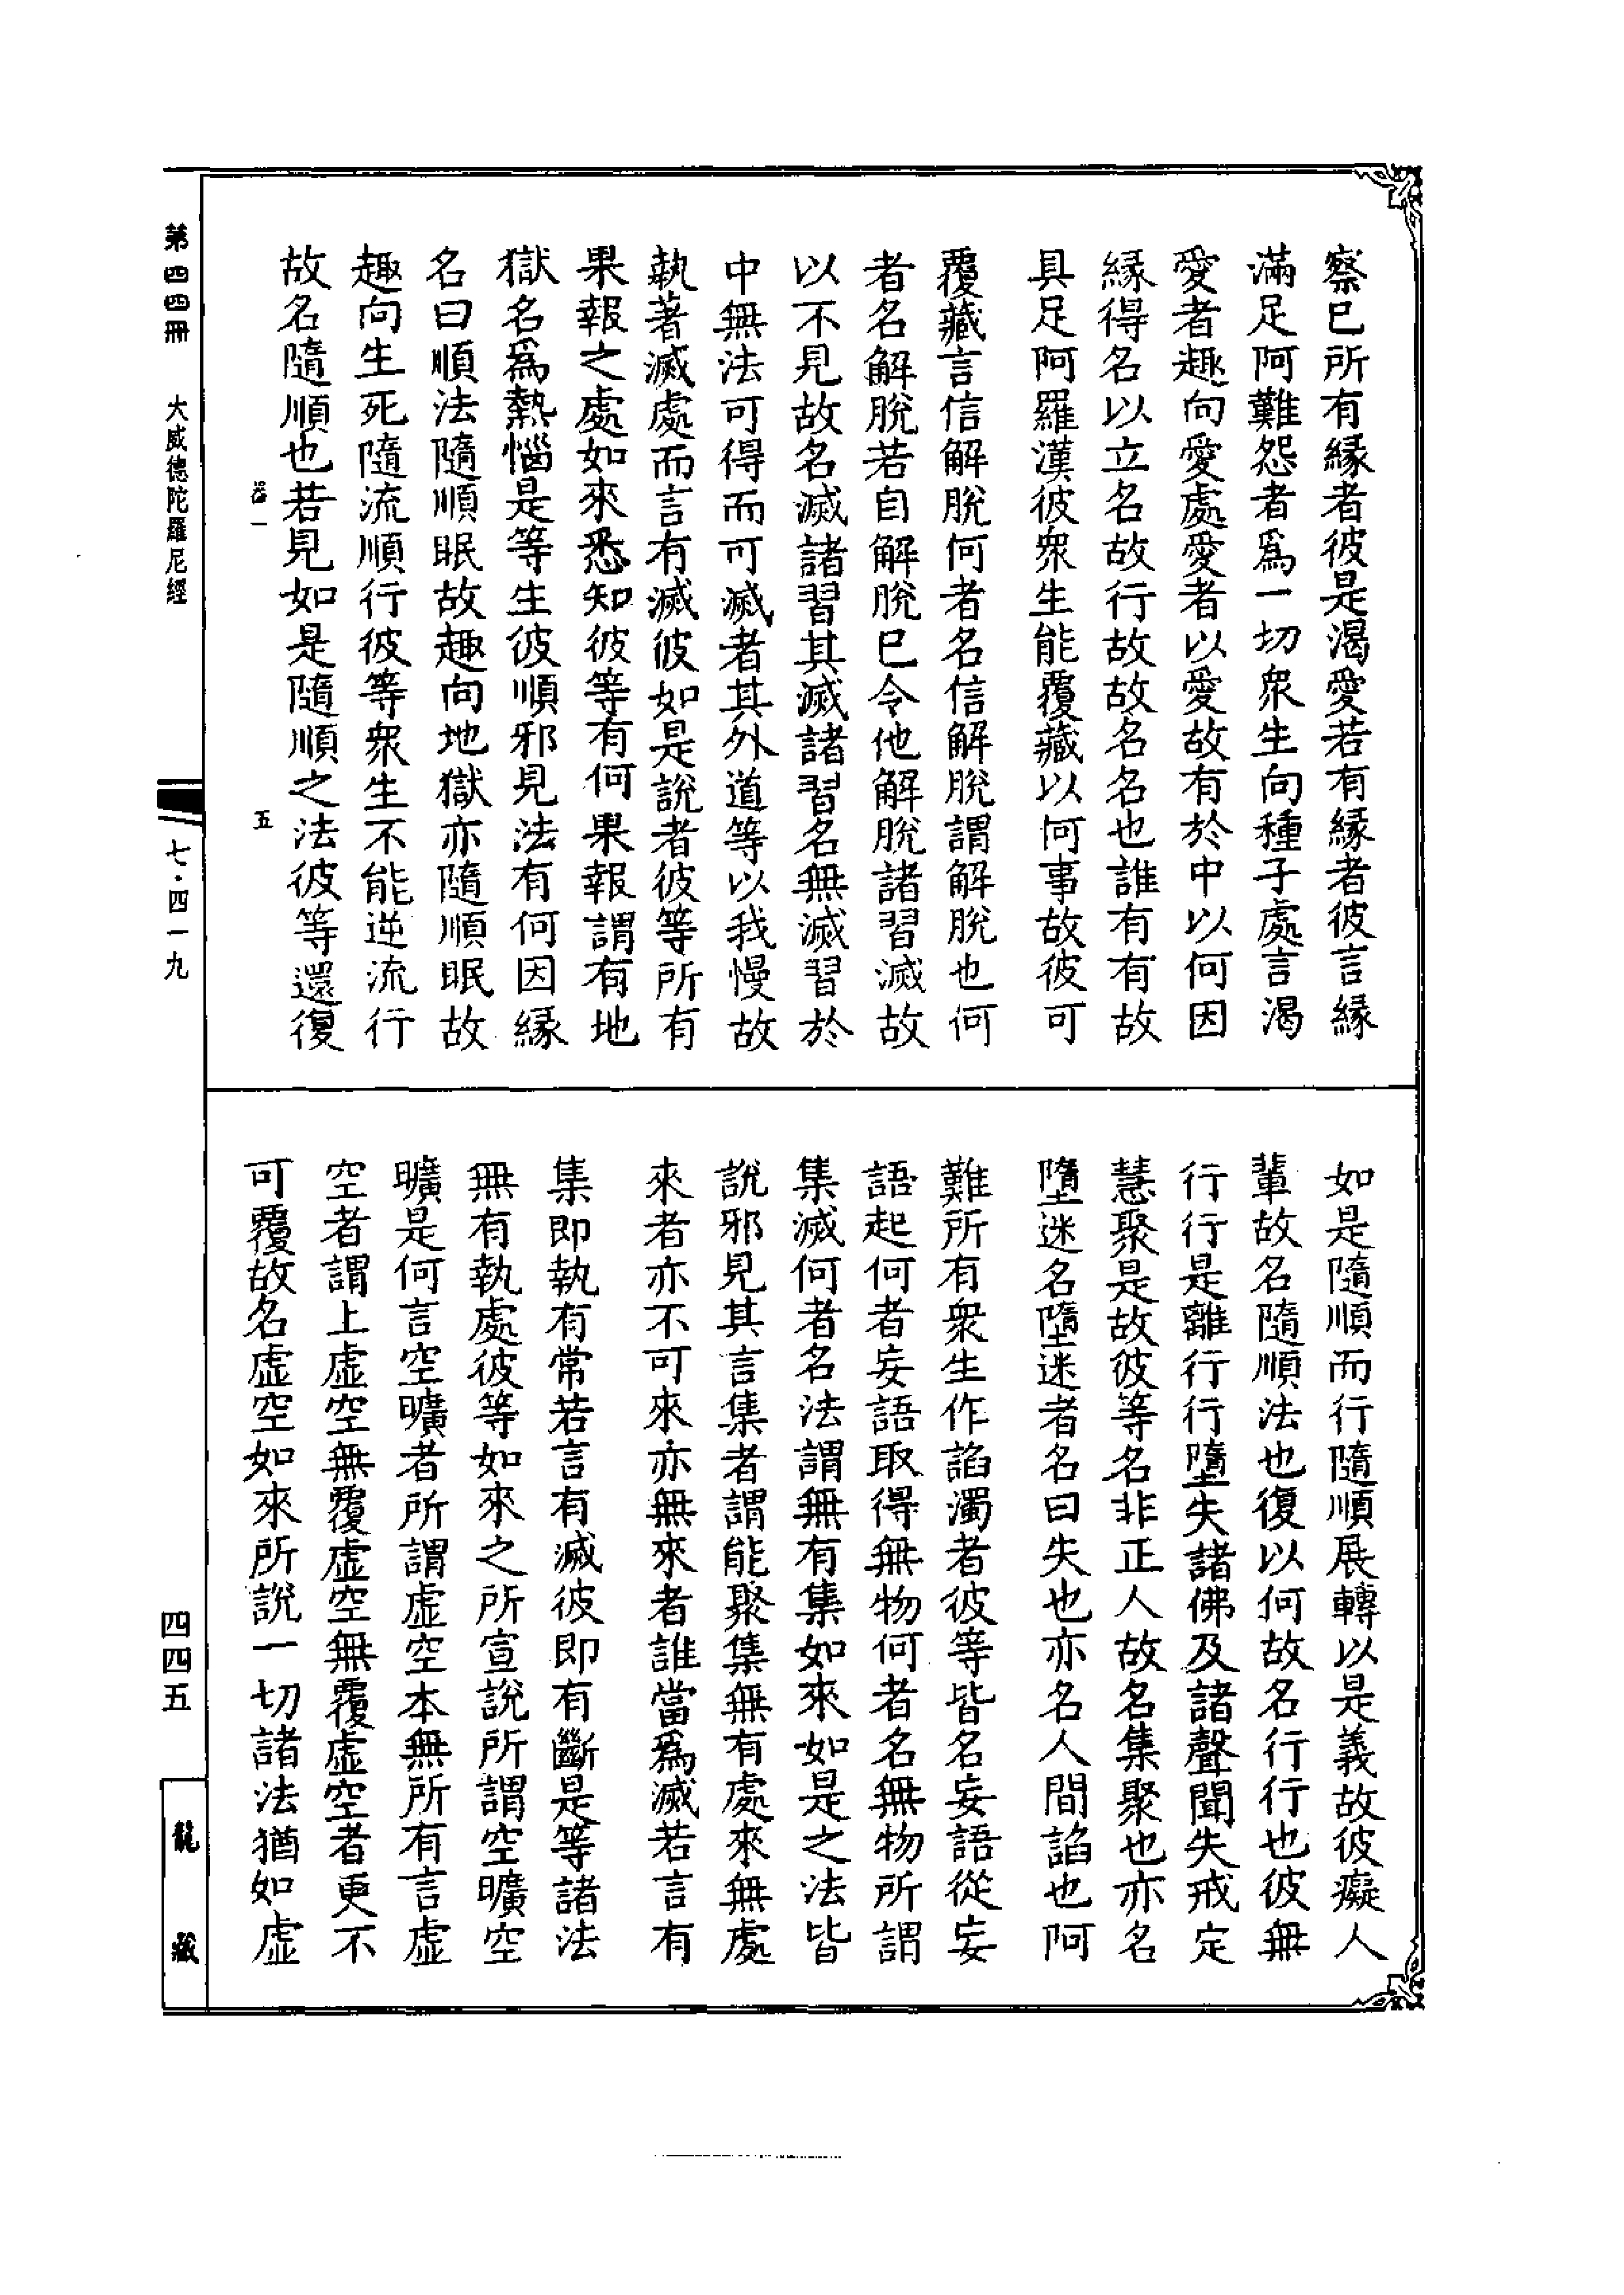 察已所有緣者彼是渴愛若有緣者彼言緣
滿足阿難怨者爲一切衆生向種子處言渴
愛者趣向愛處愛者以愛故有於中以何因
緣得名以立名故行故故名名也誰有有故
具足阿羅漢彼衆生能覆藏以何事故彼可
覆藏言信解脫何者名信解脫謂解脫也何
者名解脫若自解脫已令他解脫諸習滅故
以不見故名滅諸習其滅諸習名無滅習於
中無法可得而可滅者其外道等以我慢故
執著滅處而言有滅彼如是說者彼等所有
果報之處如來悉知彼等有何果報謂有地
獄名爲熱惱是等生彼順邪見法有何因緣
名曰順法隨順眠故趣向地獄亦隨順眠故
趣向生死隨流順行彼等衆生不能逆流行
故名隨順也若見如是隨順之法彼等還復
如是隨順而行隨順展轉以是義故彼癡人
輩故名隨順法也復以何故名行行也彼無
行行是離行行墮失諸佛及諸聲聞失戒定
慧聚是故彼等名非正人故名集聚也亦名
墮迷名墮迷者名曰失也亦名人間諂也阿
難所有衆生作諂濁者彼等皆名妄語從妄
語起何者妄語取得無物何者名無物所謂
集滅何者名法謂無有集如來如是之法皆
說邪見其言集者謂能聚集無有處來無處
來者亦不可來亦無來者誰當爲滅若言有
集即執有常若言有滅彼即有斷是等諸法
無有執處彼等如來之所宣說所謂空曠空
曠是何言空曠者所謂虛空本無所有言虛
空者謂上虛空無覆虛空無覆虛空者更不
可覆故名虛空如來所說一切諸法猶如虛
第四四冊 大威德陀羅尼經 七·四一九 四四五 龍藏
卷一 五